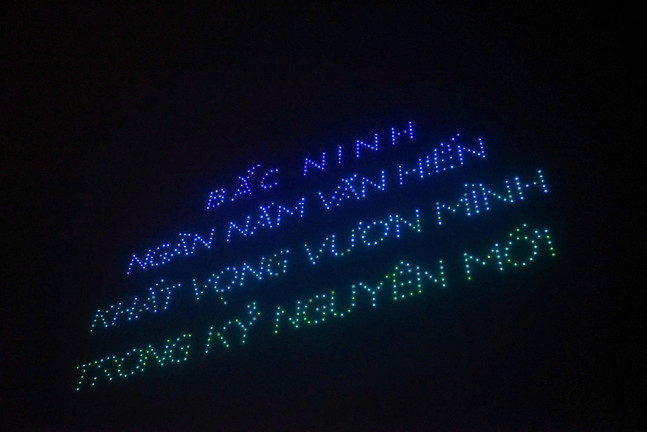 BẮC NINH
NGÀN NĂM VĂN HIẾN
KHÁT VỌNG VƯƠN MÌNH
TRONG KỶ NGUYÊN MỚI